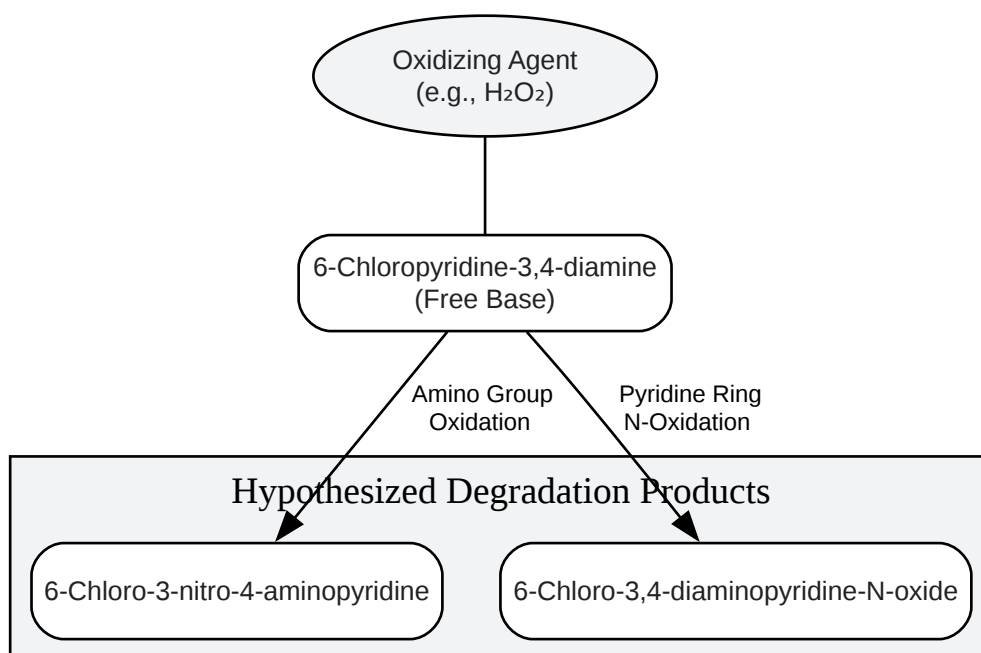 Oxidizing Agent
(e.g., H₂O₂)
6-Chloropyridine-3,4-diamine
(Free Base)
Amino Group
Oxidation
Pyridine Ring
N-Oxidation
Hypothesized Degradation Products
6-Chloro-3-nitro-4-aminopyridine
6-Chloro-3,4-diaminopyridine-N-oxide